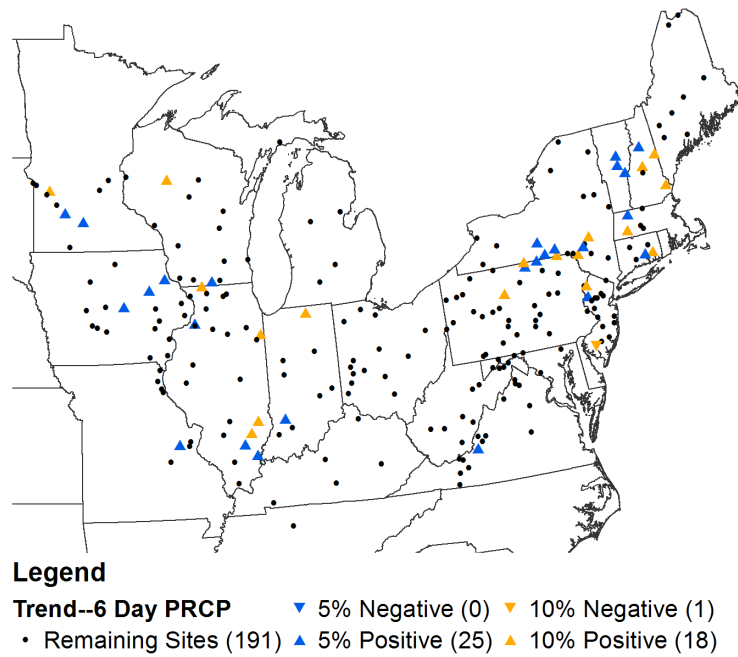 Legend
Trend--6 Day PRCP ▼ 5% Negative (0) ▼ 10% Negative (1)
• Remaining Sites (191) ▲ 5% Positive (25) ▲ 10% Positive (18)